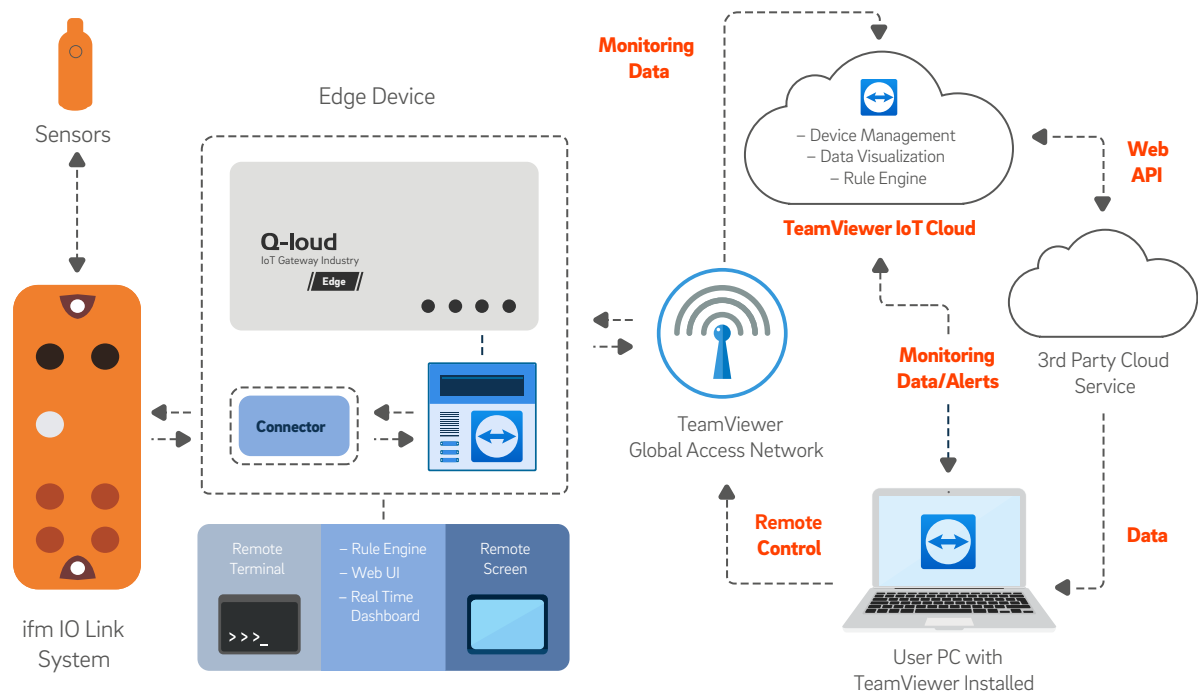 Sensors
ifm IO Link
System
Edge Device
Q-loud
IoT Gateway Industry
Edge
Connector
Remote
Terminal
> > >_
– Rule Engine
– Web UI
– Real Time
Dashboard
Remote
Screen
TeamViewer
Global Access Network
Monitoring
Data
– Device Management
– Data Visualization
– Rule Engine
TeamViewer IoT Cloud
Web
API
3rd Party Cloud
Service
Monitoring
Data/Alerts
Remote
Control
Data
User PC with
TeamViewer Installed